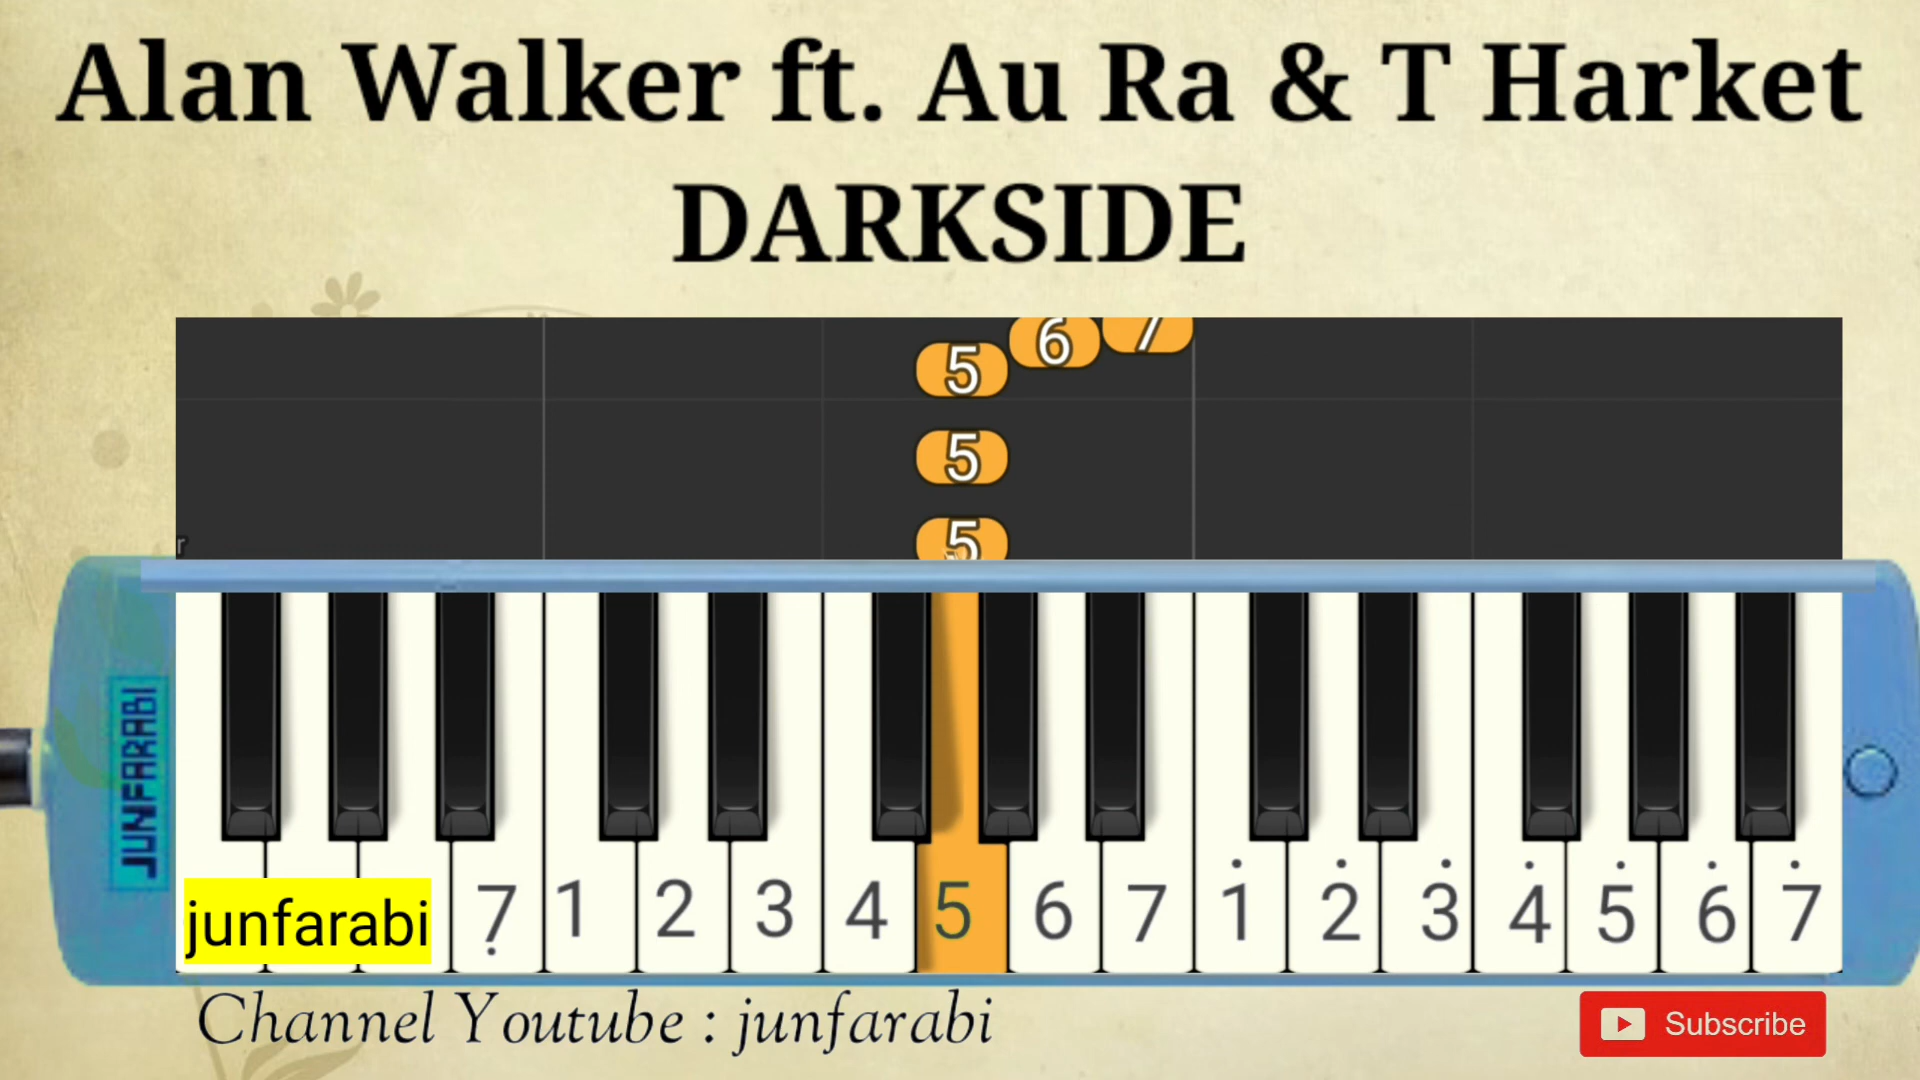 Alan Walker ft. Au Ra & T Harket
DARKSIDE
6 7
5
5
5
r
JUNFARABI
junfarabi 7̣ 1 2 3 4 5 6 7 1̇ 2̇ 3̇ 4̇ 5̇ 6̇ 7̇
Channel Youtube : junfarabi
Subscribe